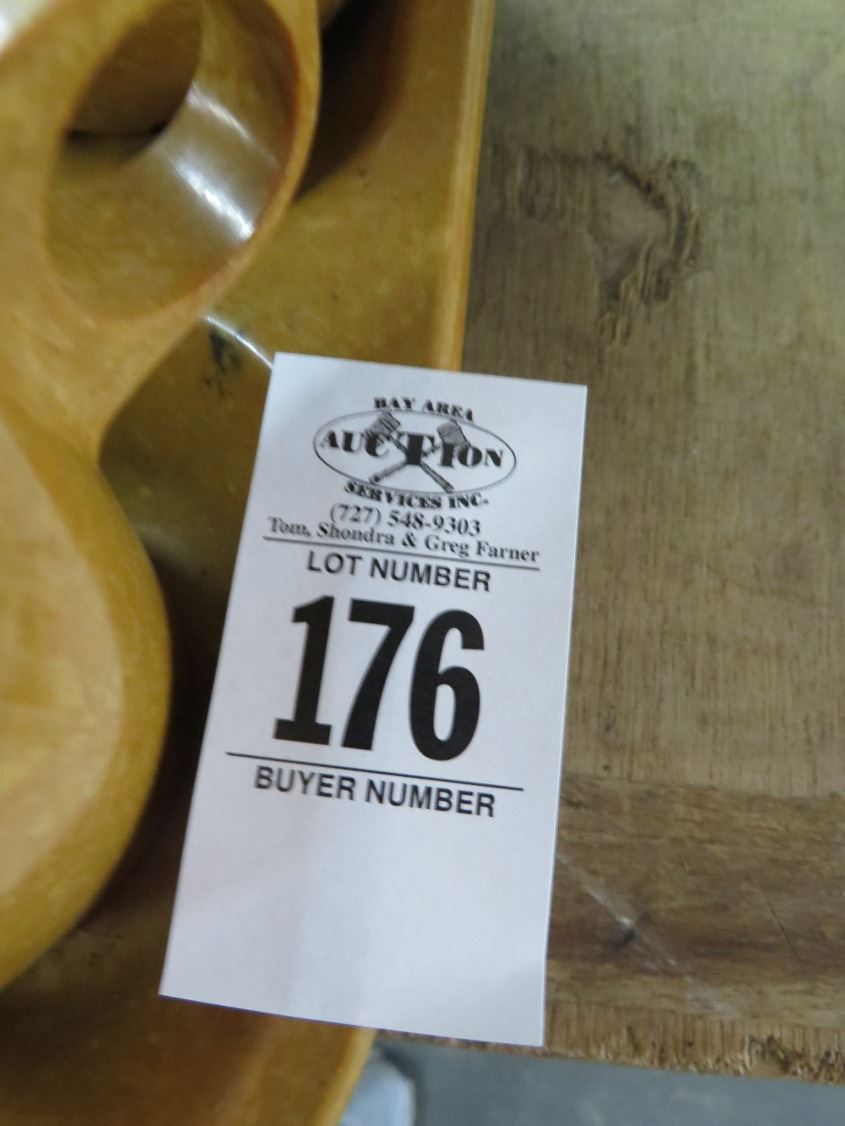 BAY AREA
AUCTION
SERVICES INC.
(727) 548-9303
Tom, Shondra & Greg Farner
LOT NUMBER
176
BUYER NUMBER